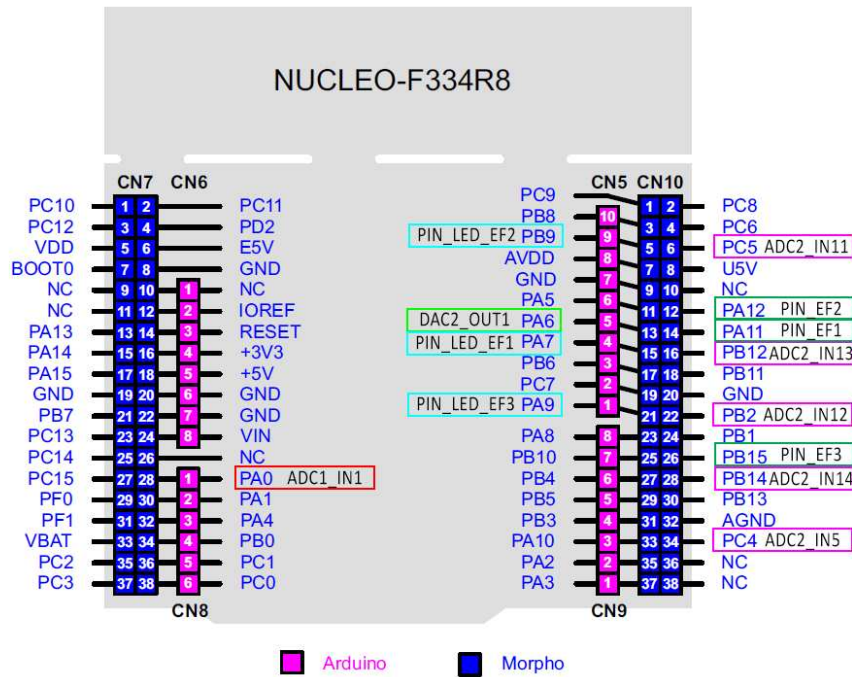 NUCLEO-F334R8
CN7 CN6
PC10 1 2 PC11
PC12 3 4 PD2
VDD 5 6 E5V
BOOT0 7 8 GND
NC 9 10 1 NC
NC 11 12 2 IOREF
PA13 13 14 3 RESET
PA14 15 16 4 +3V3
PA15 17 18 5 +5V
GND 19 20 6 GND
PB7 21 22 7 GND
PC13 23 24 8 VIN
PC14 25 26 NC
PC15 27 28 1 PA0 ADC1_IN1
PF0 29 30 2 PA1
PF1 31 32 3 PA4
VBAT 33 34 4 PB0
PC2 35 36 5 PC1
PC3 37 38 6 PC0
CN8
CN5 CN10
PC9 1 2 PC8
PB8 10 3 4 PC6
PIN_LED_EF2 PB9 9 5 6 PC5 ADC2_IN11
AVDD 8 7 8 U5V
GND 7 9 10 NC
PA5 6 11 12 PA12 PIN_EF2
DAC2_OUT1 PA6 5 13 14 PA11 PIN_EF1
PIN_LED_EF1 PA7 4 15 16 PB12 ADC2_IN13
PB6 3 17 18 PB11
PC7 2 19 20 GND
PIN_LED_EF3 PA9 1 21 22 PB2 ADC2_IN12
PA8 8 23 24 PB1
PB10 7 25 26 PB15 PIN_EF3
PB4 6 27 28 PB14 ADC2_IN14
PB5 5 29 30 PB13
PB3 4 31 32 AGND
PA10 3 33 34 PC4 ADC2_IN5
PA2 2 35 36 NC
PA3 1 37 38 NC
CN9
Arduino
Morpho